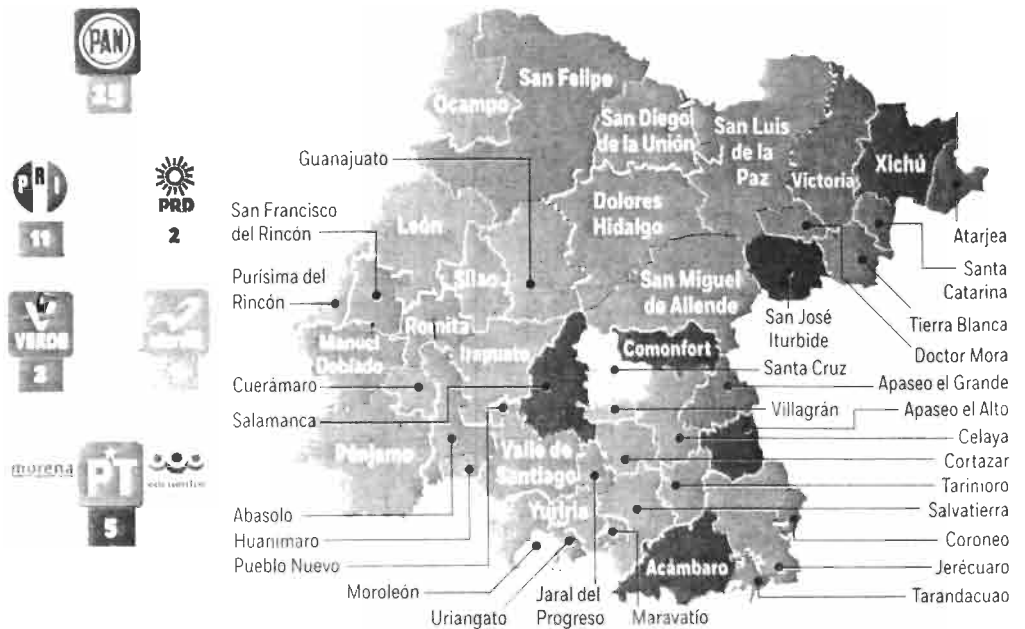 PAN
San Felipe
Ocampo
San Diego
de la Unión
San Luis
de la
Paz
Xichú
Victoria
Guanajuato
PRI
PRD
11
2
Dolores
Hidalgo
San Francisco
del Rincón
León
Atarjea
Silao
Santa
Catarina
Purísima del
Rincón
San Miguel
de Allende
San José
Iturbide
Tierra Blanca
VERDE
Romita
Manuel
Doblado
Irapuato
Comonfort
Doctor Mora
Santa Cruz
Cuerámaro
Apaseo el Grande
Salamanca
Villagrán
Apaseo el Alto
Pénjamo
Valle de
Santiago
Celaya
Cortazar
morena
PT
encuentro
Tarimoro
Abasolo
Yuriria
Salvatierra
5
Huanímaro
Coroneo
Pueblo Nuevo
Acámbaro
Jerécuaro
Moroleón
Jaral del
Progreso
Tarandacuao
Uriangato
Maravatío